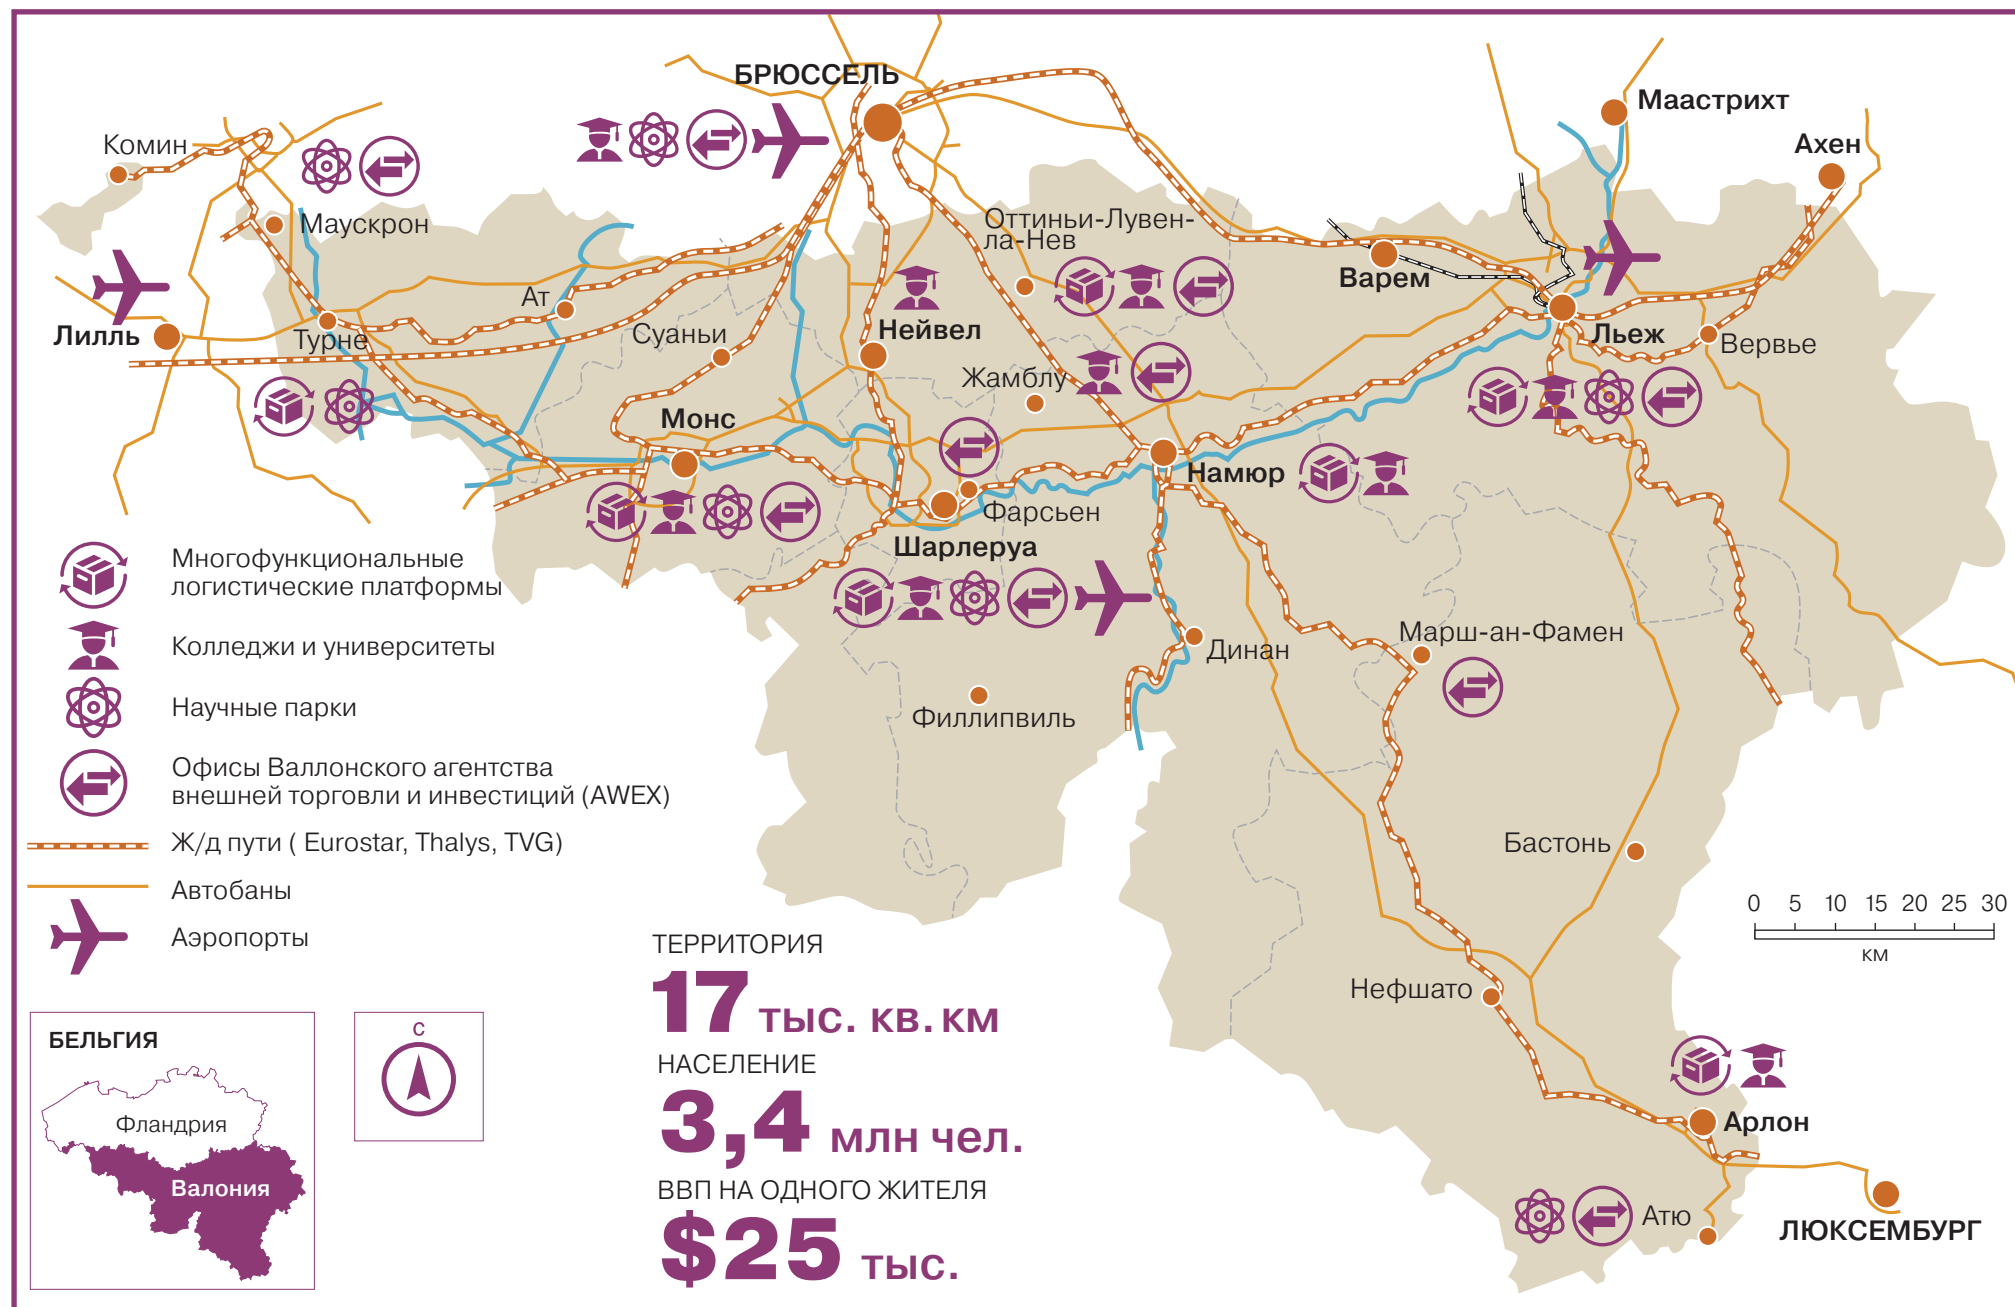 БРЮССЕЛЬ
Маастрихт
Ахен
Комин
Маускрон
Оттиньи-Лувен-
ла-Нев
Варем
Лилль
Ат
Турне
Суаньи
Нейвел
Льеж
Вервье
Жамблу
Монс
Намюр
Фарсьен
Шарлеруа
Динан
Марш-ан-Фамен
Филлипвиль
Бастонь
Нефшато
Арлон
Атю
ЛЮКСЕМБУРГ
Многофункциональные
логистические платформы
Колледжи и университеты
Научные парки
Офисы Валлонского агентства
внешней торговли и инвестиций (AWEX)
Ж/д пути ( Eurostar, Thalys, TVG)
Автобаны
Аэропорты
0 5 10 15 20 25 30
км
БЕЛЬГИЯ
Фландрия
Валония
С
ТЕРРИТОРИЯ
17 тыс. кв. км
НАСЕЛЕНИЕ
3,4 млн чел.
ВВП НА ОДНОГО ЖИТЕЛЯ
$25 тыс.